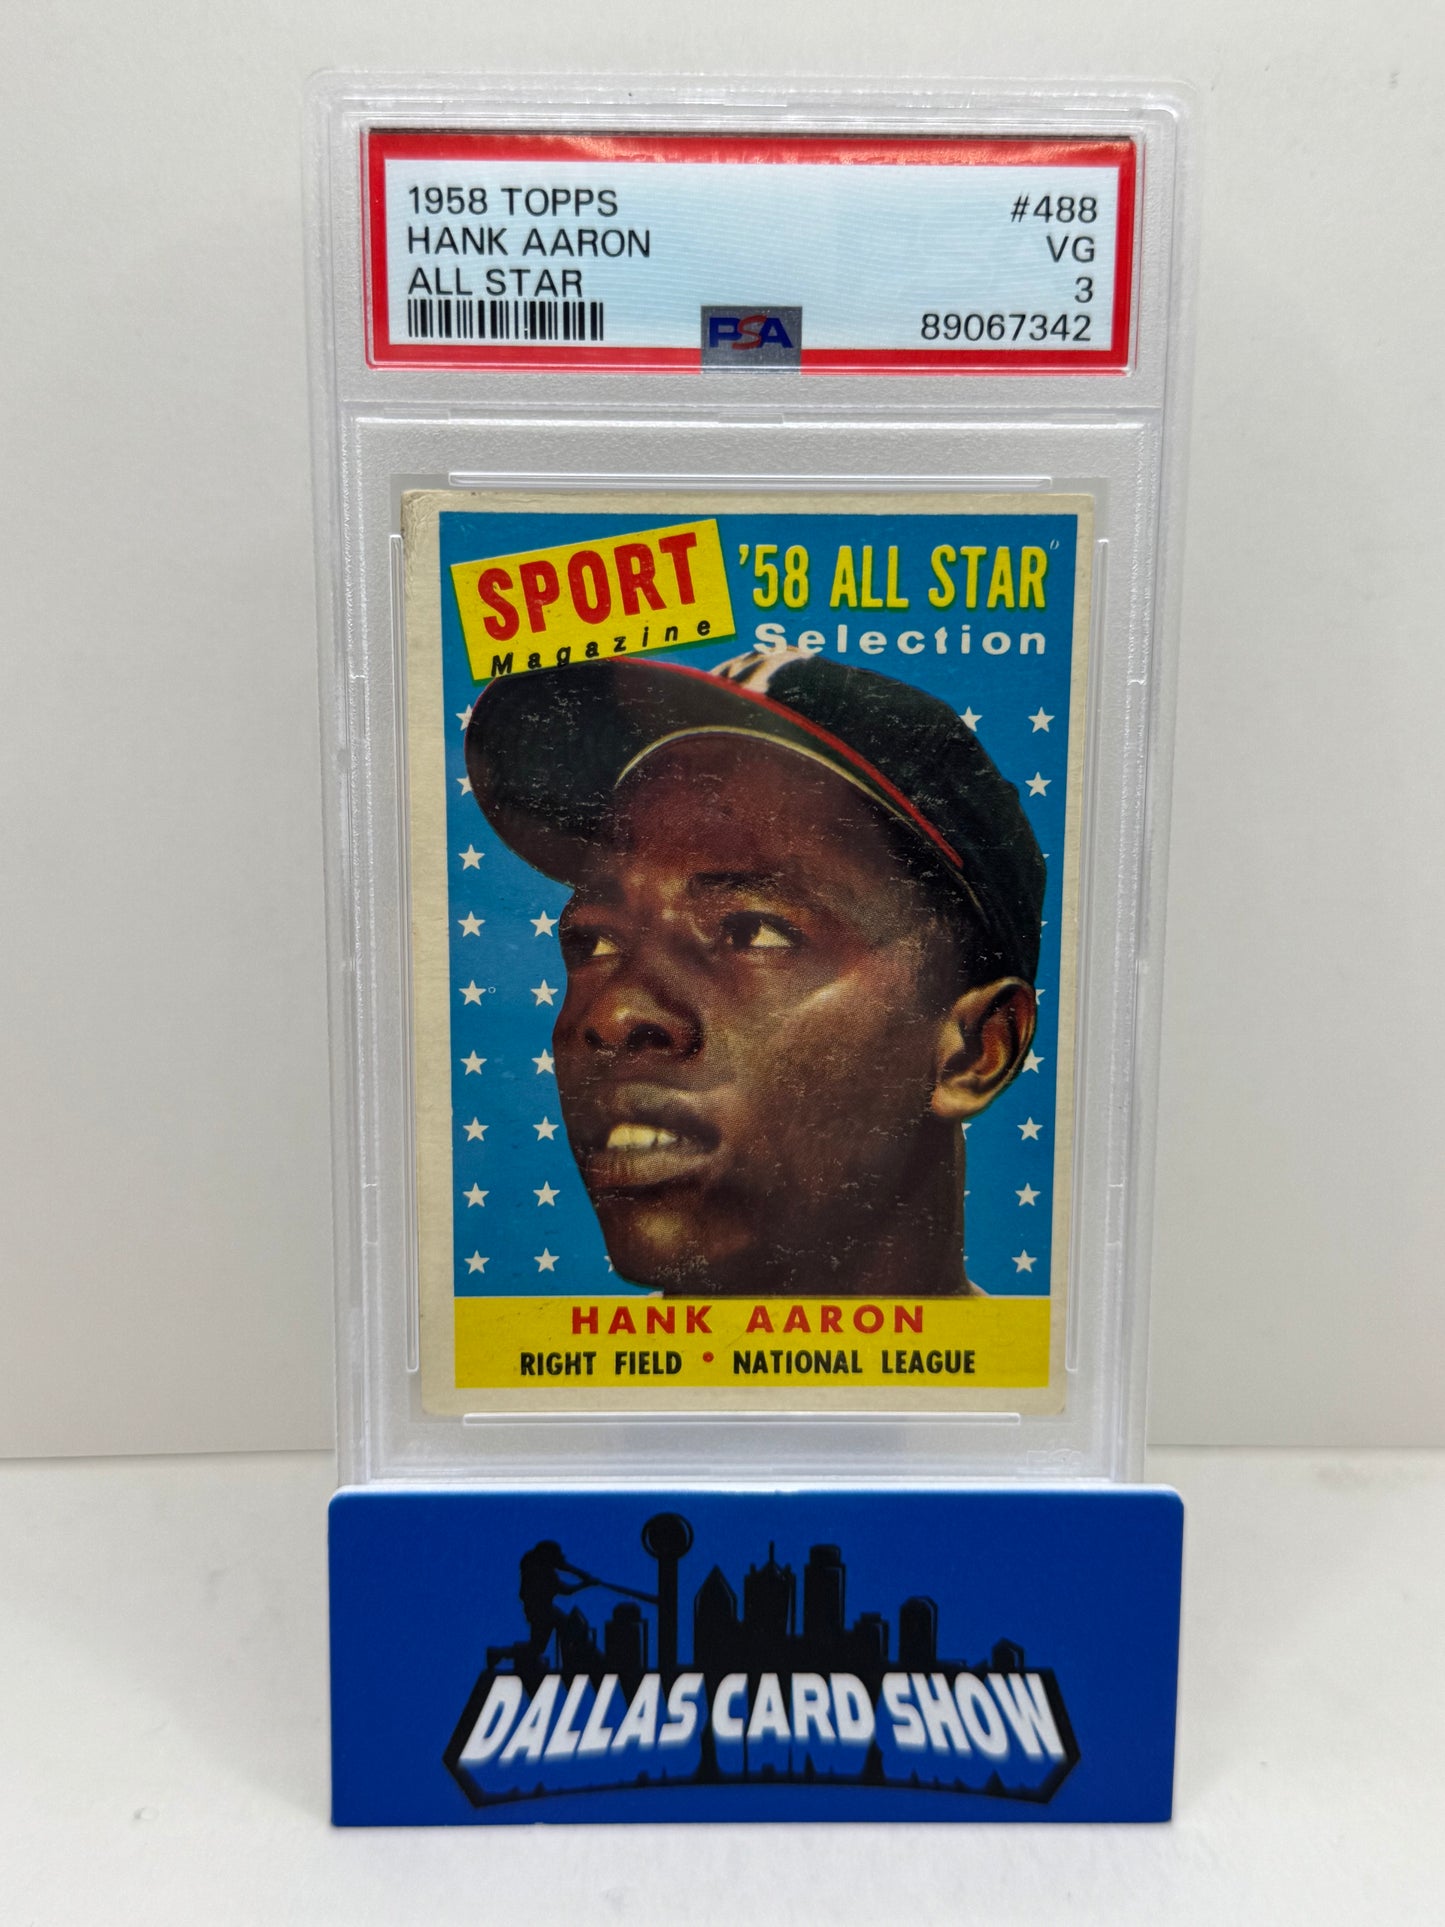 1958 TOPPS #488
HANK AARON VG
ALL STAR 3
PSA 89067342
SPORT
Magazine
'58 ALL STAR
Selection
HANK AARON
RIGHT FIELD • NATIONAL LEAGUE
DALLAS CARD SHOW